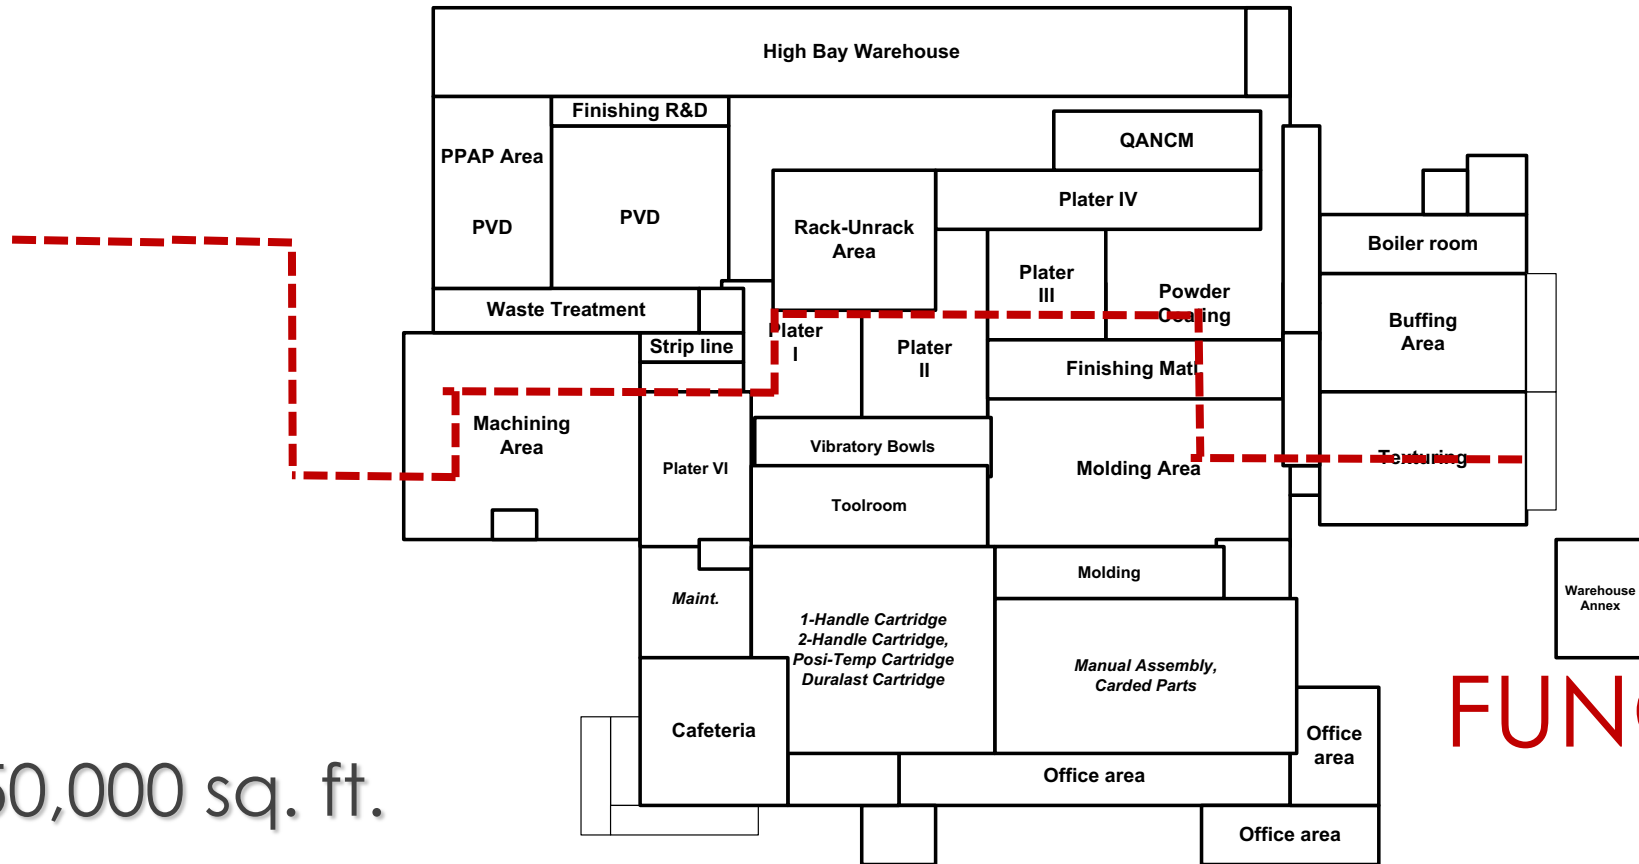 High Bay Warehouse
Finishing R&D
PPAP Area
QANCM
Plater IV
PVD
PVD
Rack-Unrack
Area
Boiler room
Plater
III
Powder
Coating
Waste Treatment
Plater
I
Buffing
Area
Strip line
Plater
II
Finishing Matl
Machining
Area
Vibratory Bowls
Plater VI
Molding Area
Texturing
Toolroom
Molding
Maint.
Warehouse
Annex
1-Handle Cartridge
2-Handle Cartridge,
Posi-Temp Cartridge
Duralast Cartridge
Manual Assembly,
Carded Parts
FUN
Cafeteria
Office
area
Office area
50,000 sq. ft.
Office area